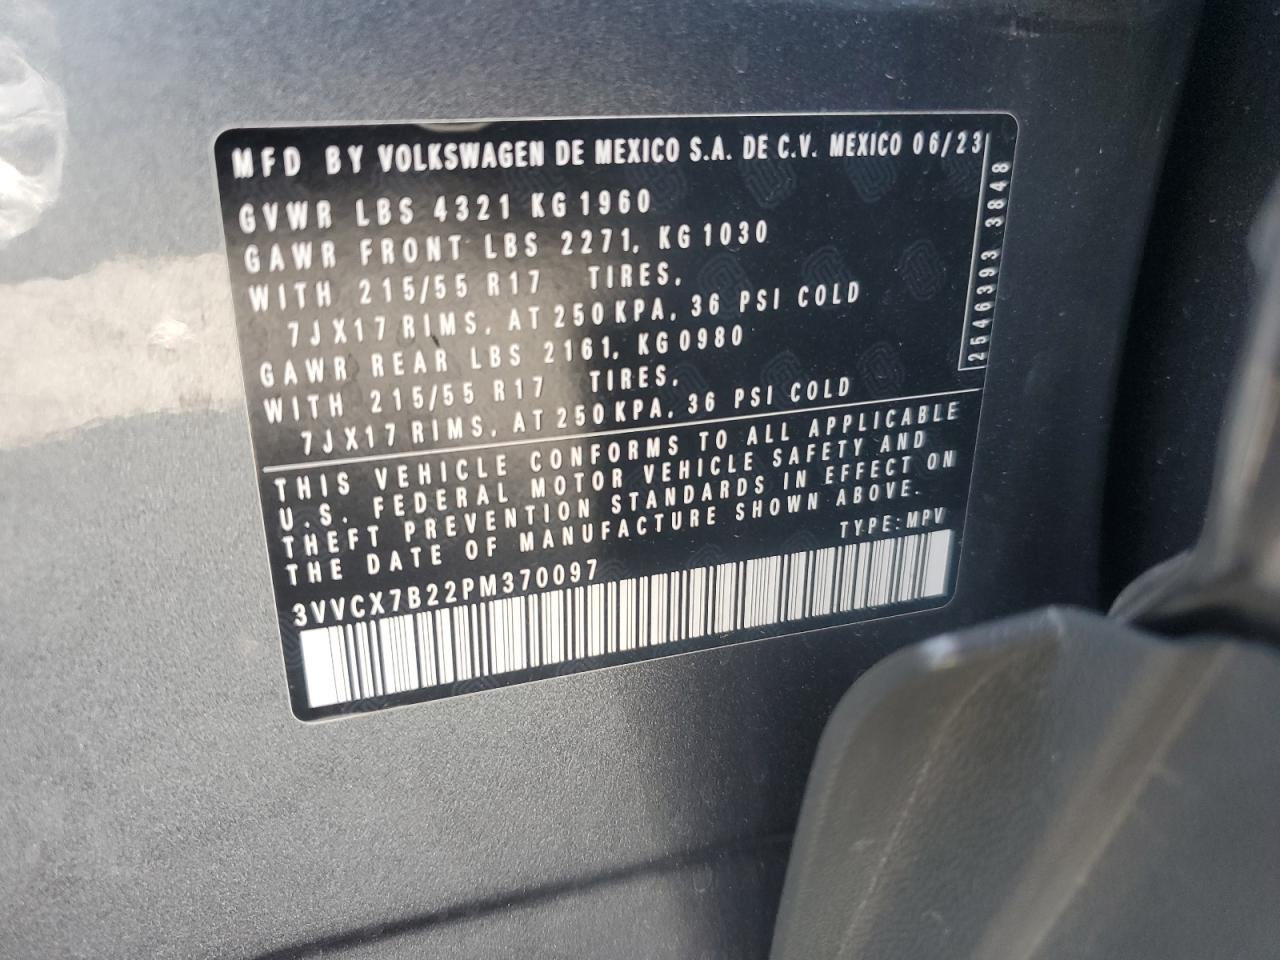 MFD BY VOLKSWAGEN DE MEXICO S.A. DE C.V. MEXICO 06/23
GVWR LBS 4321 KG 1960
GAWR FRONT LBS 2271, KG 1030
WITH 215/55 R17 TIRES,
7JX17 RIMS, AT 250 KPA, 36 PSI COLD
GAWR REAR LBS 2161, KG 0980
WITH 215/55 R17 TIRES,
7JX17 RIMS, AT 250 KPA, 36 PSI COLD
2546393 3848
THIS VEHICLE CONFORMS TO ALL APPLICABLE
U.S. FEDERAL MOTOR VEHICLE SAFETY AND
THEFT PREVENTION STANDARDS IN EFFECT ON
THE DATE OF MANUFACTURE SHOWN ABOVE.
TYPE: MPV
3VVCX7B22PM370097